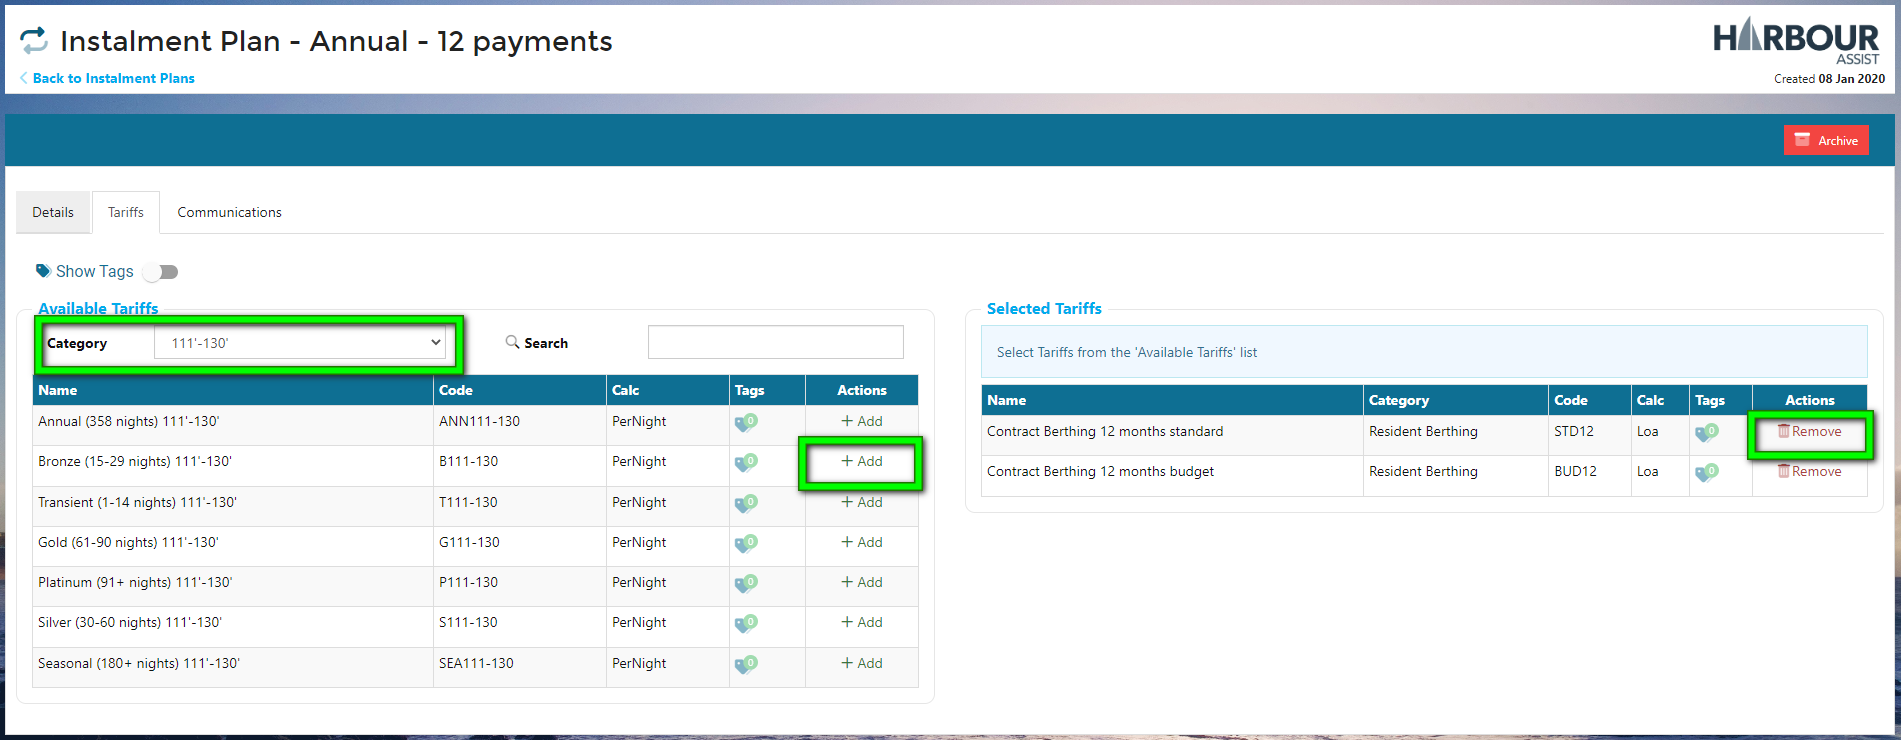 Instalment Plan - Annual - 12 payments
HARBOUR
ASSIST
Back to Instalment Plans
Created 08 Jan 2020
Archive
Details Tariffs Communications
Show Tags
Available Tariffs
Category 111'-130' Search
Name Code Calc Tags Actions
Annual (358 nights) 111'-130' ANN111-130 PerNight 0 + Add
Bronze (15-29 nights) 111'-130' B111-130 PerNight 0 + Add
Transient (1-14 nights) 111'-130' T111-130 PerNight 0 + Add
Gold (61-90 nights) 111'-130' G111-130 PerNight 0 + Add
Platinum (91+ nights) 111'-130' P111-130 PerNight 0 + Add
Silver (30-60 nights) 111'-130' S111-130 PerNight 0 + Add
Seasonal (180+ nights) 111'-130' SEA111-130 PerNight 0 + Add
Selected Tariffs
Select Tariffs from the 'Available Tariffs' list
Name Category Code Calc Tags Actions
Contract Berthing 12 months standard Resident Berthing STD12 Loa 0 Remove
Contract Berthing 12 months budget Resident Berthing BUD12 Loa 0 Remove